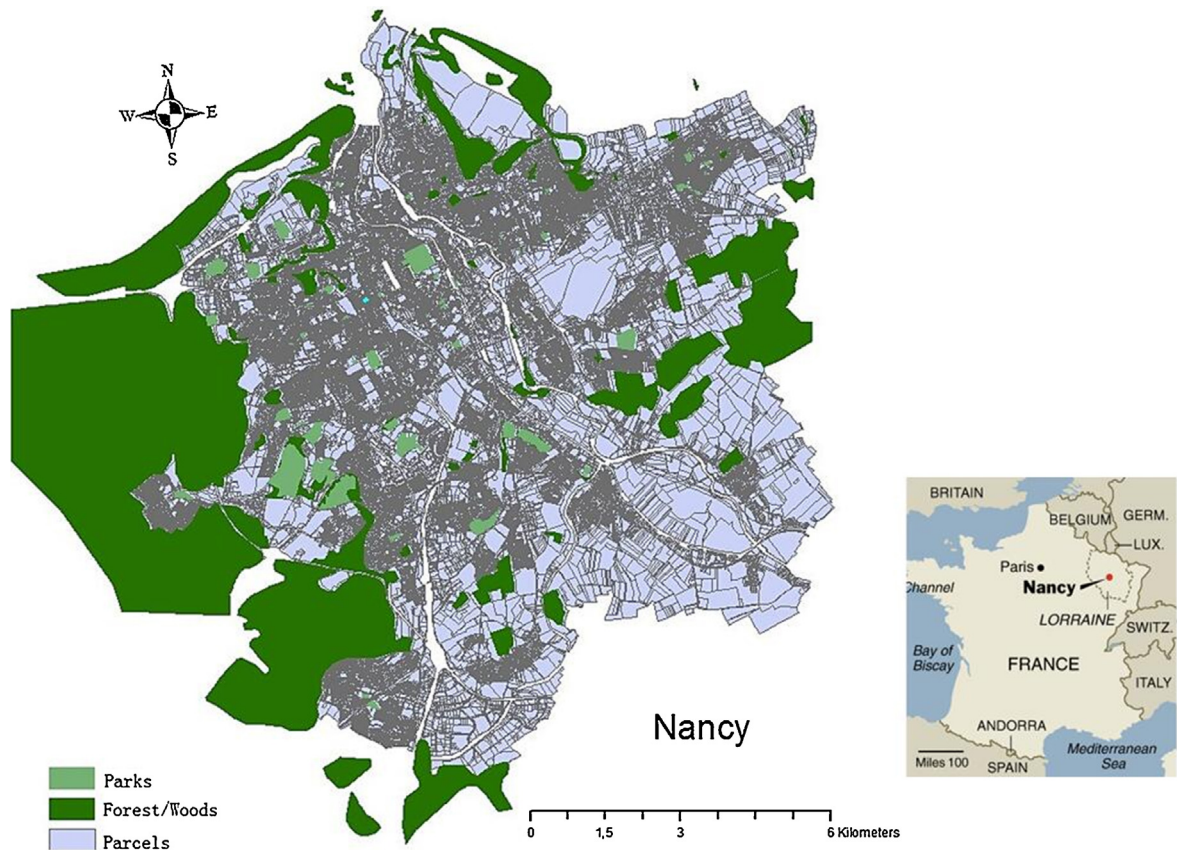 N
W E
S
Nancy
Parks
Forest/Woods
Parcels
0 1,5 3 6 Kilometers
BRITAIN
BELGIUM
GERM.
LUX.
Paris
Channel
Nancy
LORRAINE
SWITZ.
Bay of
Biscay
FRANCE
ITALY
ANDORRA
Mediterranean
Sea
Miles 100
SPAIN